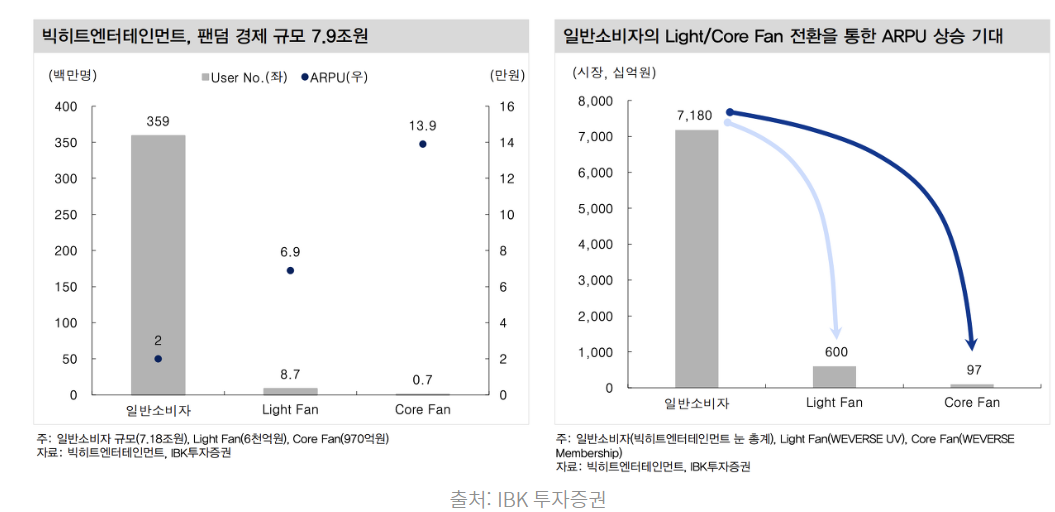 빅히트엔터테인먼트, 팬덤 경제 규모 7.9조원
(백만명)
User No.(좌)
ARPU(우)
(만원)
400
350
300
250
200
150
100
50
0
16
14
12
10
8
6
4
2
0
359
2
6.9
8.7
13.9
0.7
일반소비자
Light Fan
Core Fan
주: 일반소비자 규모(7.18조원), Light Fan(6천억원), Core Fan(970억원)
자료: 빅히트엔터테인먼트, IBK투자증권
일반소비자의 Light/Core Fan 전환을 통한 ARPU 상승 기대
(시장, 십억원)
8,000
7,000
6,000
5,000
4,000
3,000
2,000
1,000
0
7,180
600
97
일반소비자
Light Fan
Core Fan
주: 일반소비자(빅히트엔터테인먼트 눈 총계), Light Fan(WEVERSE UV), Core Fan(WEVERSE
Membership)
자료: 빅히트엔터테인먼트, IBK투자증권
출처: IBK 투자증권